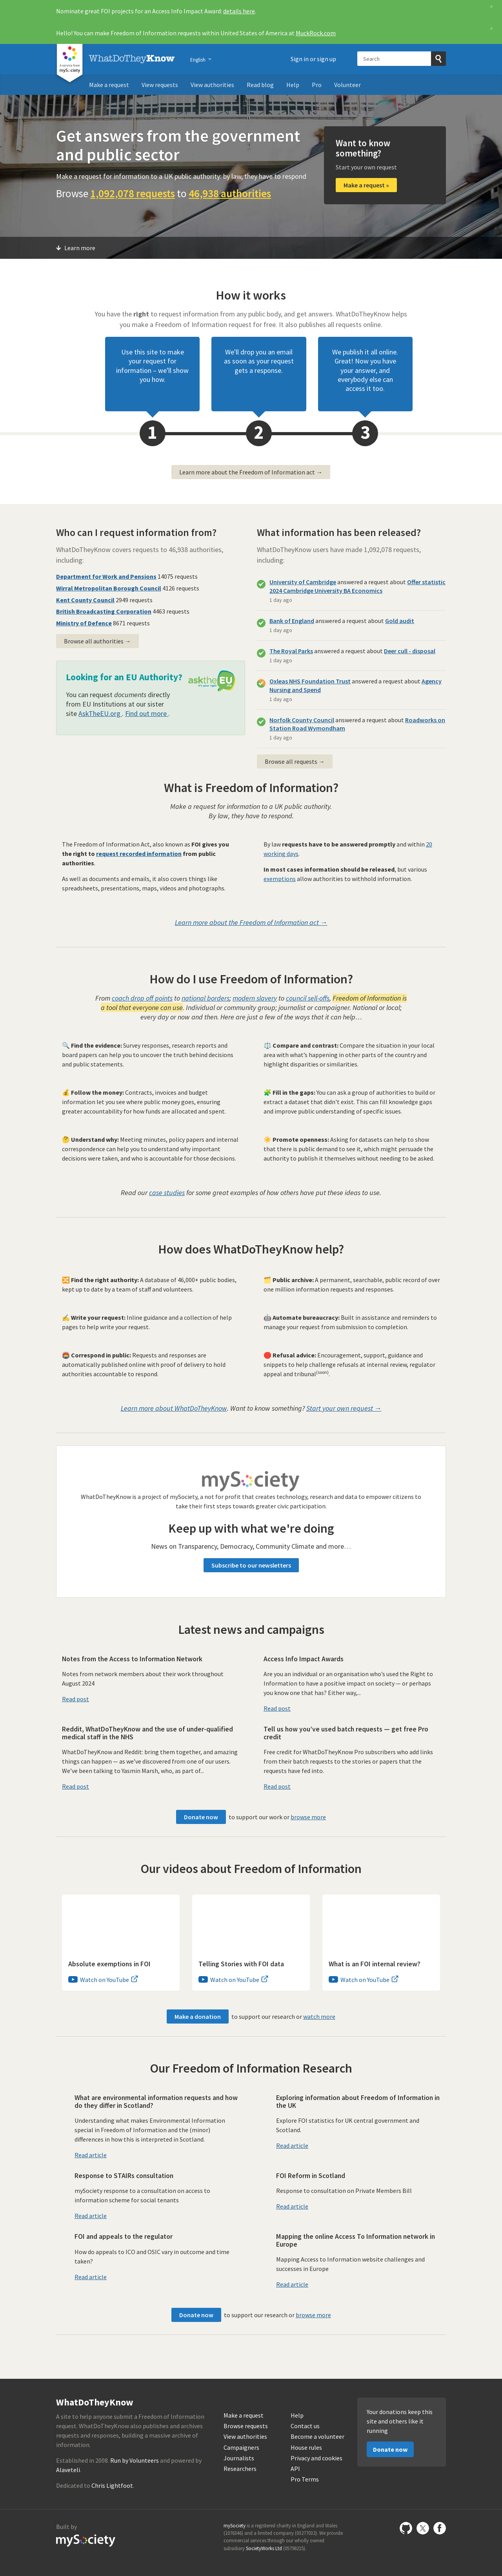 Nominate great FOI projects for an Access Info Impact Award: details here.
Hello! You can make Freedom of Information requests within United States of America at MuckRock.com
a service from
mySociety
WhatDoTheyKnow
English
Sign in or sign up
Search
Make a request
View requests
View authorities
Read blog
Help
Pro
Volunteer
Get answers from the government
and public sector
Make a request for information to a UK public authority: by law, they have to respond
Browse 1,092,078 requests to 46,938 authorities
Want to know
something?
Start your own request
Make a request »
Learn more
How it works
You have the right to request information from any public body, and get answers. WhatDoTheyKnow helps
you make a Freedom of Information request for free. It also publishes all requests online.
Use this site to make
your request for
information – we'll show
you how.
We'll drop you an email
as soon as your request
gets a response.
We publish it all online.
Great! Now you have
your answer, and
everybody else can
access it too.
1
2
3
Learn more about the Freedom of Information act →
Who can I request information from?
WhatDoTheyKnow covers requests to 46,938 authorities,
including:
Department for Work and Pensions 14075 requests
Wirral Metropolitan Borough Council 4126 requests
Kent County Council 2949 requests
British Broadcasting Corporation 4463 requests
Ministry of Defence 8671 requests
Browse all authorities →
Looking for an EU Authority?
asktheEU
You can request documents directly
from EU Institutions at our sister
site AskTheEU.org . Find out more .
What information has been released?
WhatDoTheyKnow users have made 1,092,078 requests,
including:
University of Cambridge answered a request about Offer statistic
2024 Cambridge University BA Economics
1 day ago
Bank of England answered a request about Gold audit
1 day ago
The Royal Parks answered a request about Deer cull - disposal
1 day ago
Oxleas NHS Foundation Trust answered a request about Agency
Nursing and Spend
1 day ago
Norfolk County Council answered a request about Roadworks on
Station Road Wymondham
1 day ago
Browse all requests →
What is Freedom of Information?
Make a request for information to a UK public authority.
By law, they have to respond.
The Freedom of Information Act, also known as FOI gives you
the right to request recorded information from public
authorities.
As well as documents and emails, it also covers things like
spreadsheets, presentations, maps, videos and photographs.
By law requests have to be answered promptly and within 20
working days.
In most cases information should be released, but various
exemptions allow authorities to withhold information.
Learn more about the Freedom of Information act →
How do I use Freedom of Information?
From coach drop off points to national borders; modern slavery to council sell-offs, Freedom of Information is
a tool that everyone can use. Individual or community group; journalist or campaigner. National or local;
every day or now and then. Here are just a few of the ways that it can help…
🔍 Find the evidence: Survey responses, research reports and
board papers can help you to uncover the truth behind decisions
and public statements.
💰 Follow the money: Contracts, invoices and budget
information let you see where public money goes, ensuring
greater accountability for how funds are allocated and spent.
🤔 Understand why: Meeting minutes, policy papers and internal
correspondence can help you to understand why important
decisions were taken, and who is accountable for those decisions.
⚖️ Compare and contrast: Compare the situation in your local
area with what's happening in other parts of the country and
highlight disparities or similarities.
🧩 Fill in the gaps: You can ask a group of authorities to build or
extract a dataset that didn't exist. This can fill knowledge gaps
and improve public understanding of specific issues.
☀️ Promote openness: Asking for datasets can help to show
that there is public demand to see it, which might persuade the
authority to publish it themselves without needing to be asked.
Read our case studies for some great examples of how others have put these ideas to use.
How does WhatDoTheyKnow help?
🔀 Find the right authority: A database of 46,000+ public bodies,
kept up to date by a team of staff and volunteers.
✍️ Write your request: Inline guidance and a collection of help
pages to help write your request.
📮 Correspond in public: Requests and responses are
automatically published online with proof of delivery to hold
authorities accountable to respond.
🗂️ Public archive: A permanent, searchable, public record of over
one million information requests and responses.
🤖 Automate bureaucracy: Built in assistance and reminders to
manage your request from submission to completion.
🛑 Refusal advice: Encouragement, support, guidance and
snippets to help challenge refusals at internal review, regulator
appeal and tribunal(soon).
Learn more about WhatDoTheyKnow. Want to know something? Start your own request →
mySociety
WhatDoTheyKnow is a project of mySociety, a not for profit that creates technology, research and data to empower citizens to
take their first steps towards greater civic participation.
Keep up with what we're doing
News on Transparency, Democracy, Community Climate and more…
Subscribe to our newsletters
Latest news and campaigns
Notes from the Access to Information Network
Notes from network members about their work throughout
August 2024
Read post
Access Info Impact Awards
Are you an individual or an organisation who's used the Right to
Information to have a positive impact on society — or perhaps
you know one that has? Either way,...
Read post
Reddit, WhatDoTheyKnow and the use of under-qualified
medical staff in the NHS
WhatDoTheyKnow and Reddit: bring them together, and amazing
things can happen — as we've discovered from one of our users.
We've been talking to Yasmin Marsh, who, as part of...
Read post
Tell us how you've used batch requests — get free Pro
credit
Free credit for WhatDoTheyKnow Pro subscribers who add links
from their batch requests to the stories or papers that the
requests have fed into.
Read post
Donate now to support our work or browse more
Our videos about Freedom of Information
Absolute exemptions in FOI
Watch on YouTube
Telling Stories with FOI data
Watch on YouTube
What is an FOI internal review?
Watch on YouTube
Make a donation to support our research or watch more
Our Freedom of Information Research
What are environmental information requests and how
do they differ in Scotland?
Understanding what makes Environmental Information
special in Freedom of Information and the (minor)
differences in how this is interpreted in Scotland.
Read article
Exploring information about Freedom of Information in
the UK
Explore FOI statistics for UK central government and
Scotland.
Read article
Response to STAIRs consultation
mySociety response to a consultation on access to
information scheme for social tenants
Read article
FOI Reform in Scotland
Response to consultation on Private Members Bill
Read article
FOI and appeals to the regulator
How do appeals to ICO and OSIC vary in outcome and time
taken?
Read article
Mapping the online Access To Information network in
Europe
Mapping Access to Information website challenges and
successes in Europe
Read article
Donate now to support our research or browse more
WhatDoTheyKnow
A site to help anyone submit a Freedom of Information
request. WhatDoTheyKnow also publishes and archives
requests and responses, building a massive archive of
information.
Established in 2008. Run by Volunteers and powered by
Alaveteli.
Dedicated to Chris Lightfoot.
Make a request
Browse requests
View authorities
Campaigners
Journalists
Researchers
Help
Contact us
Become a volunteer
House rules
Privacy and cookies
API
Pro Terms
Your donations keep this
site and others like it
running
Donate now
Built by
mySociety
mySociety is a registered charity in England and Wales
(1076346) and a limited company (03277032). We provide
commercial services through our wholly owned
subsidiary SocietyWorks Ltd (05798215).